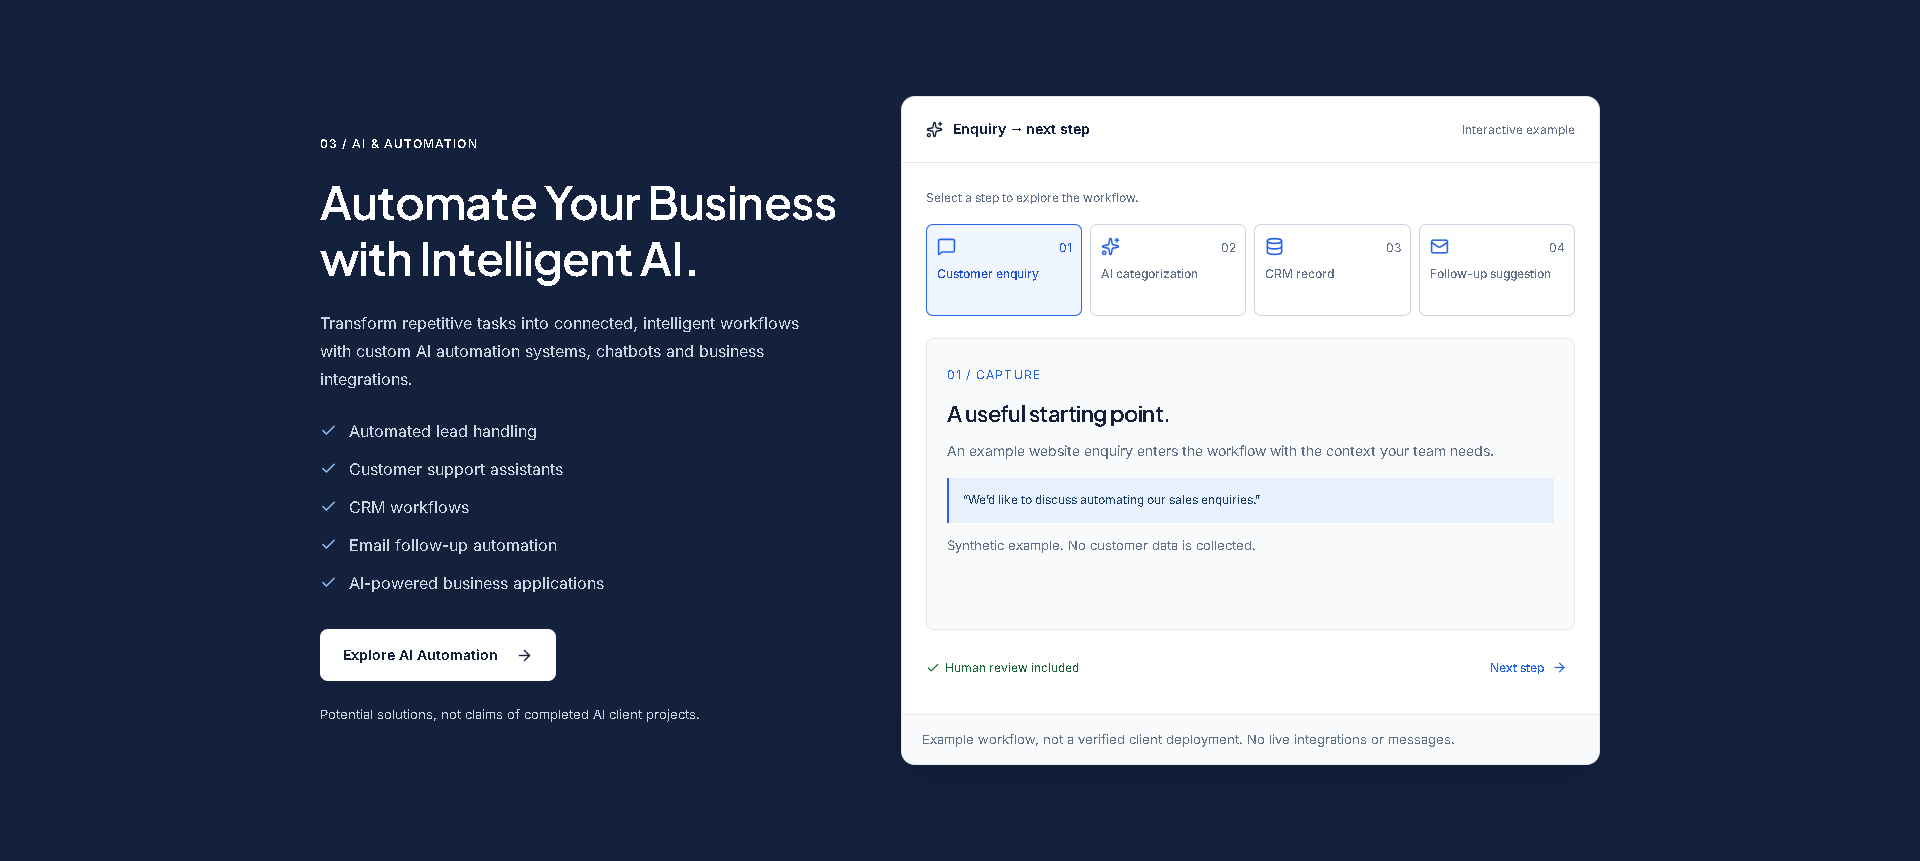 03 / AI & AUTOMATION
Automate Your Business
with Intelligent AI.
Transform repetitive tasks into connected, intelligent workflows
with custom AI automation systems, chatbots and business
integrations.
Automated lead handling
Customer support assistants
CRM workflows
Email follow-up automation
AI-powered business applications
Explore AI Automation →
Potential solutions, not claims of completed AI client projects.
Enquiry → next step
Interactive example
Select a step to explore the workflow.
01
Customer enquiry
02
AI categorization
03
CRM record
04
Follow-up suggestion
01 / CAPTURE
A useful starting point.
An example website enquiry enters the workflow with the context your team needs.
“We’d like to discuss automating our sales enquiries.”
Synthetic example. No customer data is collected.
Human review included
Next step →
Example workflow, not a verified client deployment. No live integrations or messages.